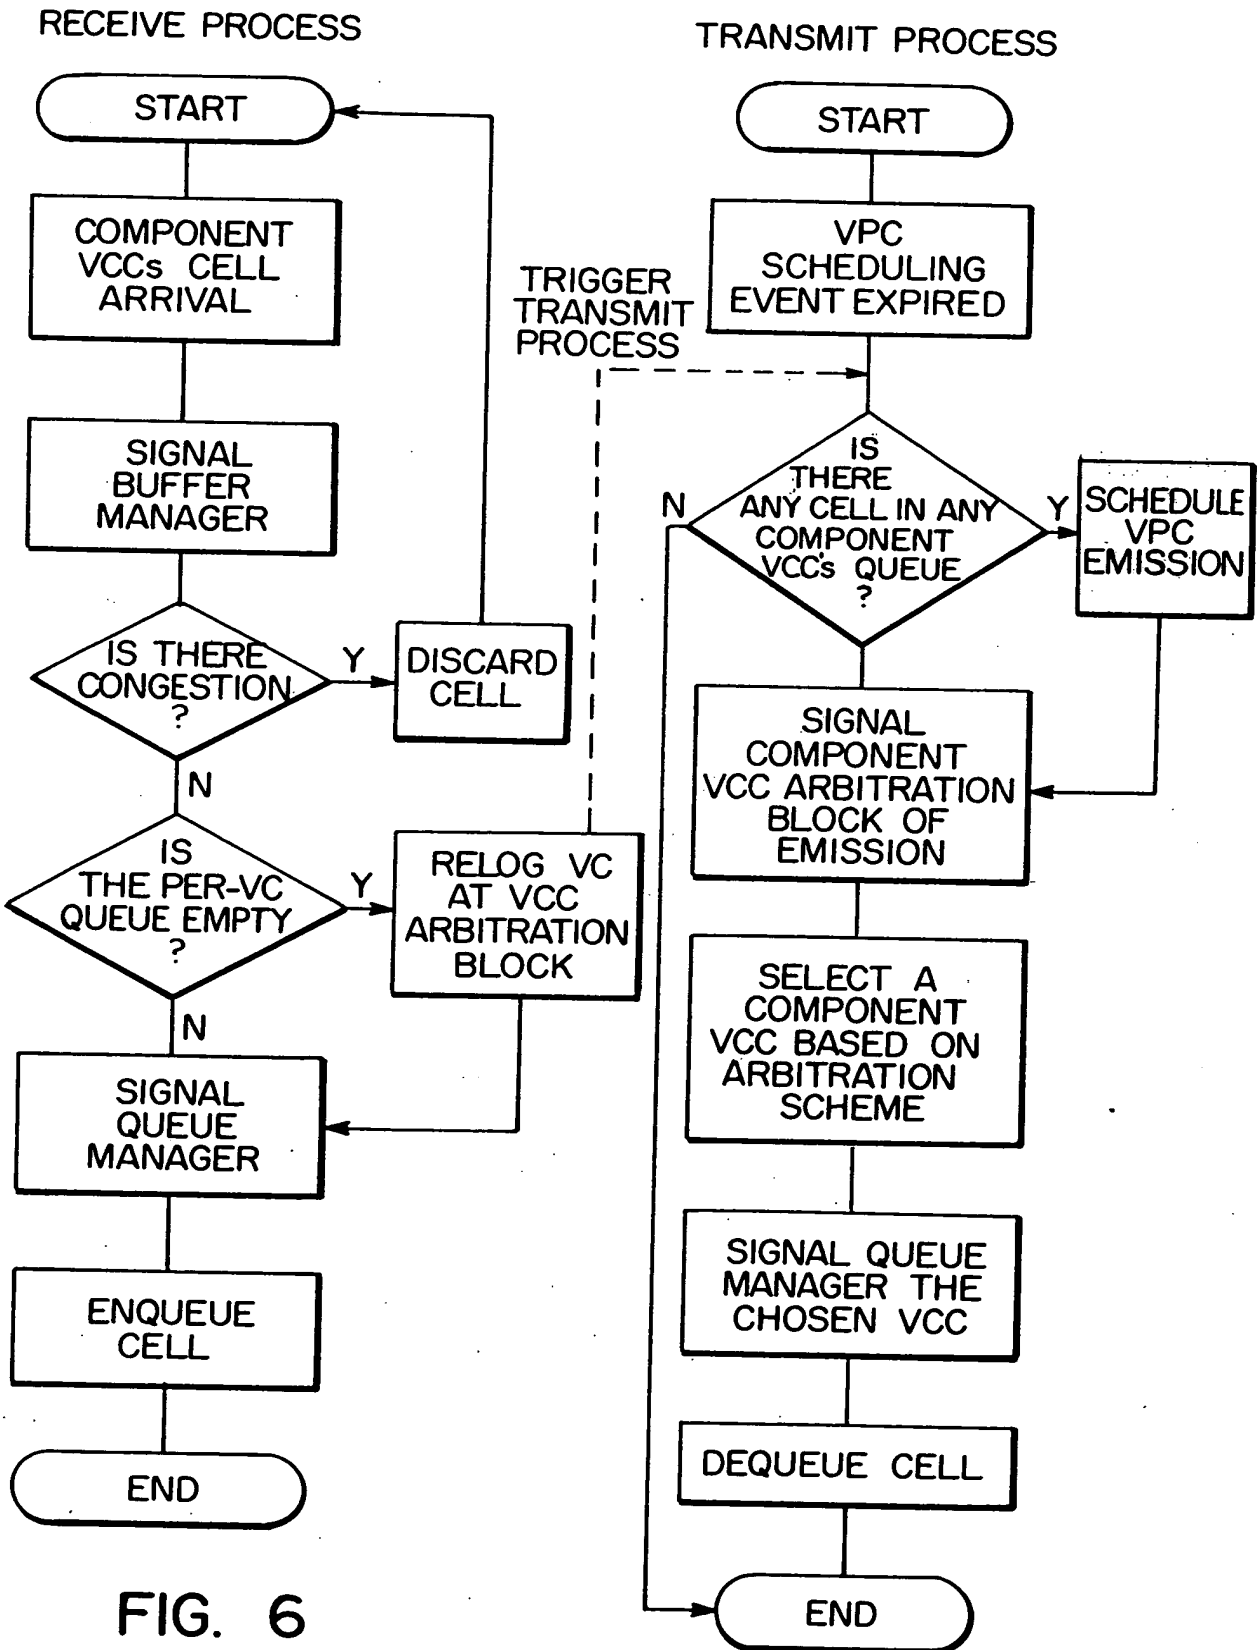 RECEIVE PROCESS
START
COMPONENT
VCCs CELL
ARRIVAL
SIGNAL
BUFFER
MANAGER
IS THERE
CONGESTION
?
Y
DISCARD
CELL
N
IS
THE PER-VC
QUEUE EMPTY
?
Y
RELOG VC
AT VCC
ARBITRATION
BLOCK
N
SIGNAL
QUEUE
MANAGER
ENQUEUE
CELL
END
TRIGGER
TRANSMIT
PROCESS
TRANSMIT PROCESS
START
VPC
SCHEDULING
EVENT EXPIRED
IS
THERE
ANY CELL IN ANY
COMPONENT
VCC's QUEUE
?
N
Y
SCHEDULE
VPC
EMISSION
SIGNAL
COMPONENT
VCC ARBITRATION
BLOCK OF
EMISSION
SELECT A
COMPONENT
VCC BASED ON
ARBITRATION
SCHEME
SIGNAL QUEUE
MANAGER THE
CHOSEN VCC
DEQUEUE CELL
END
FIG. 6